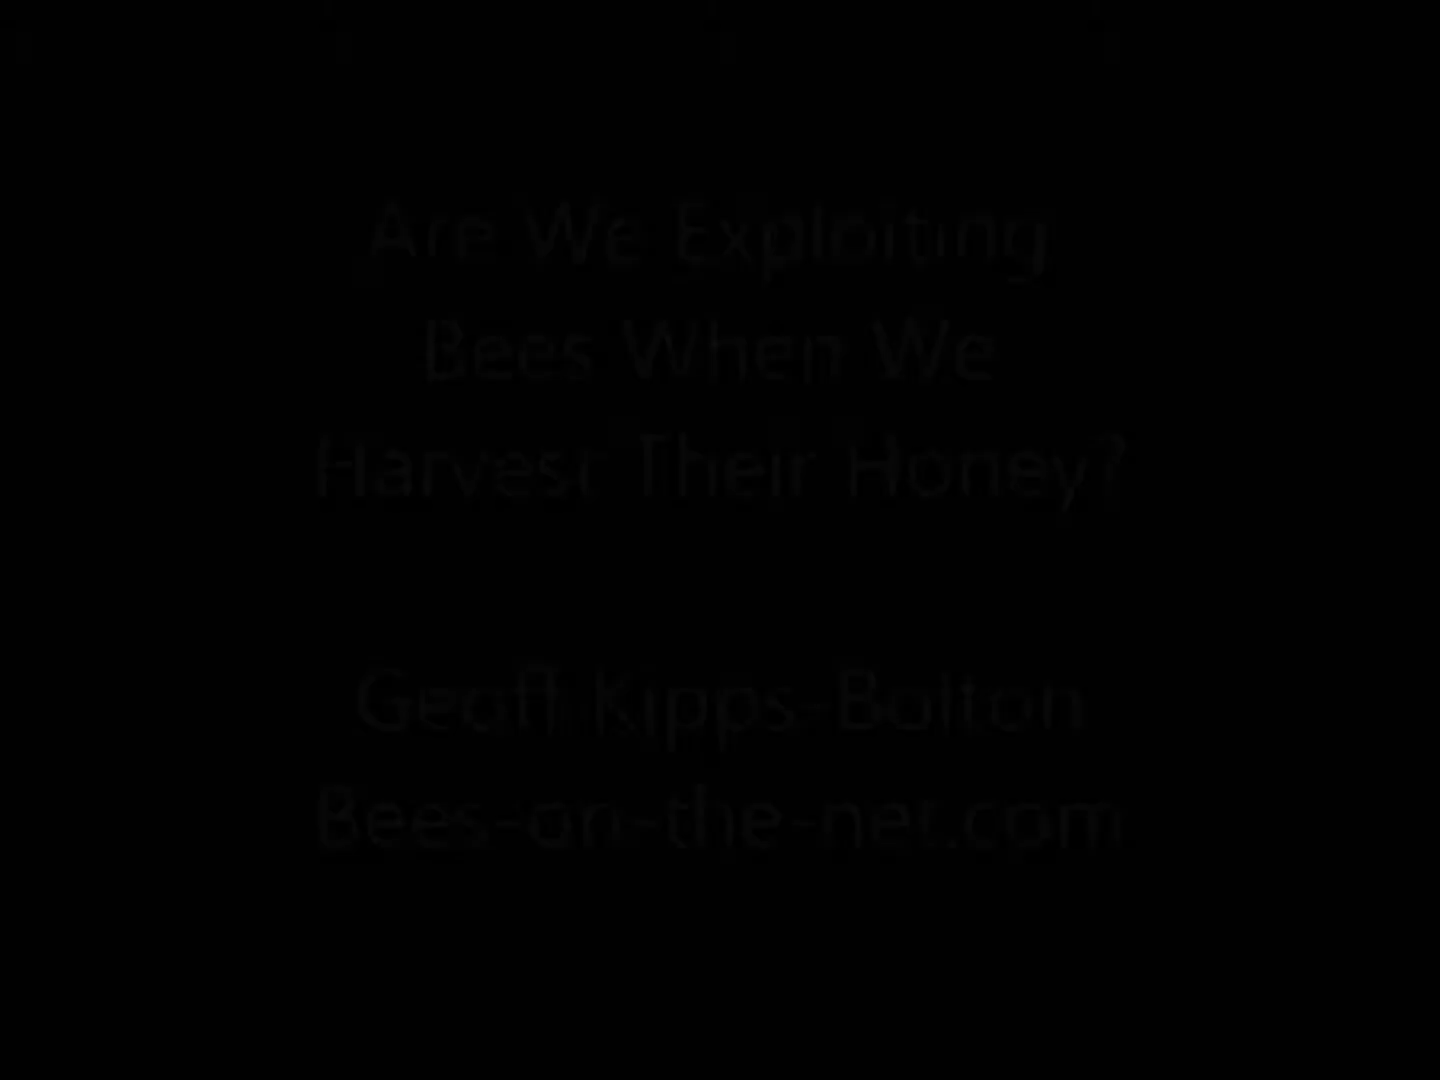 Are We Exploiting
Bees When We
Harvest Their Honey?
Geoff Kipps-Bolton
Bees-on-the-net.com